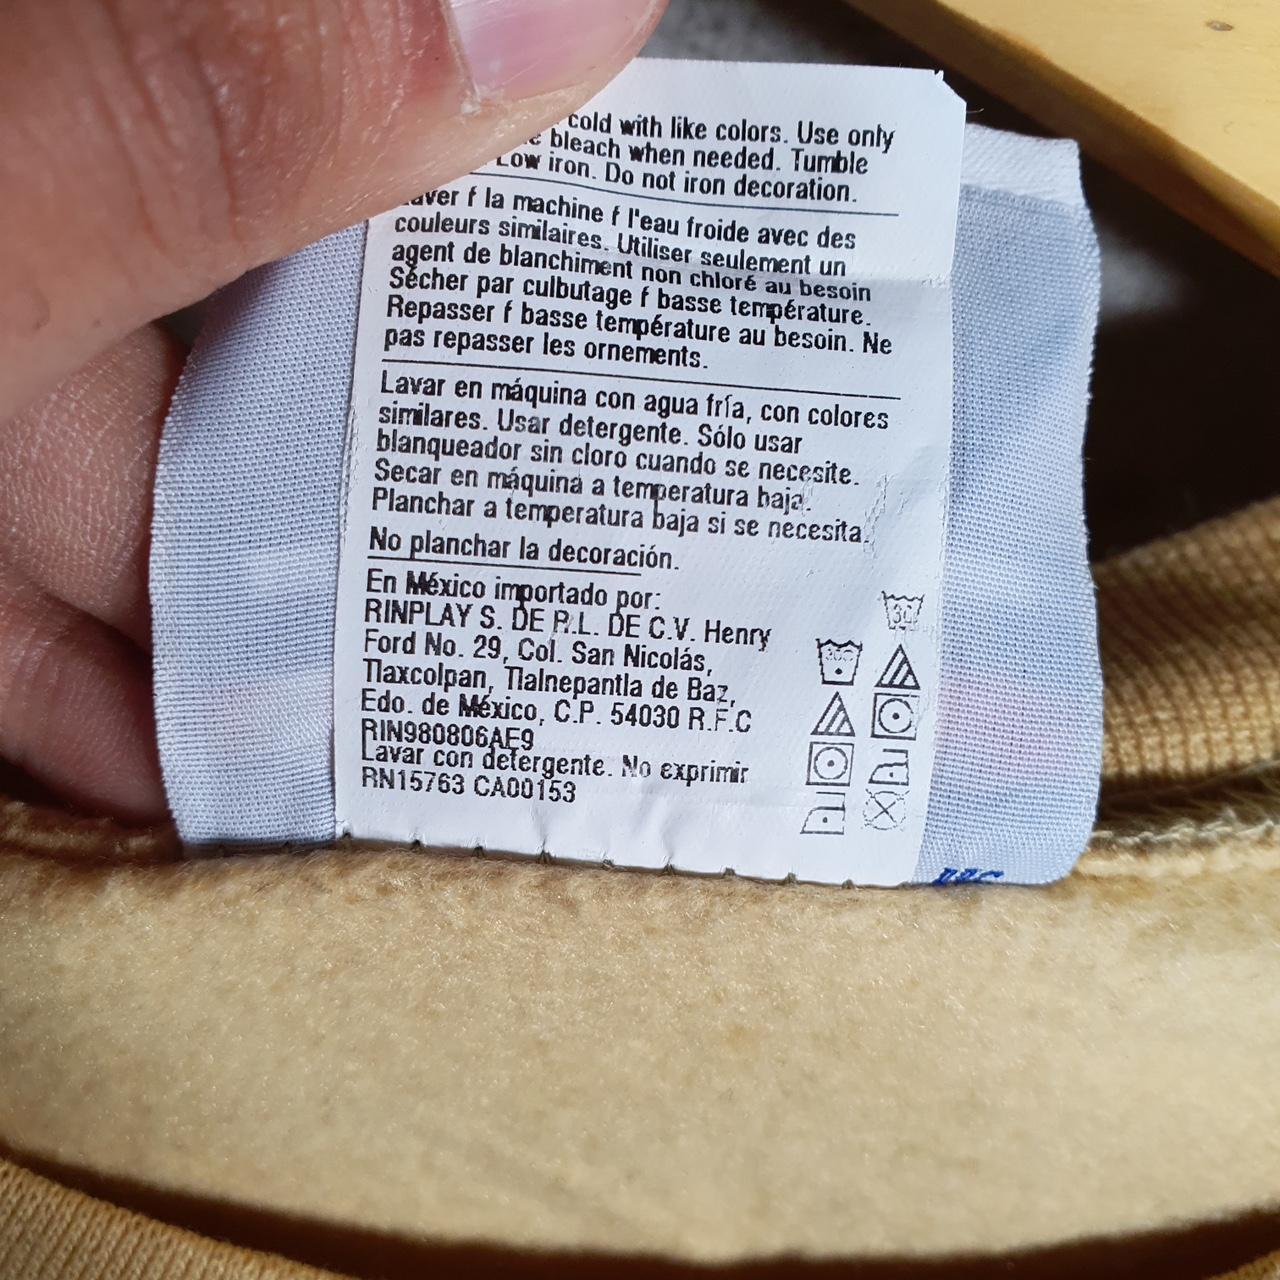 cold with like colors. Use only
bleach when needed. Tumble
Low iron. Do not iron decoration.
f la machine f l'eau froide avec des
couleurs similaires. Utiliser seulement un
agent de blanchiment non chloré au besoin
Sécher par culbutage f basse température.
Repasser f basse température au besoin. Ne
pas repasser les ornements.
Lavar en máquina con agua fría, con colores
similares. Usar detergente. Sólo usar
blanqueador sin cloro cuando se necesite.
Secar en máquina a temperatura baja.
Planchar a temperatura baja si se necesita.
No planchar la decoración.
En México importado por:
RINPLAY S. DE R.L. DE C.V. Henry
Ford No. 29, Col. San Nicolás,
Tlaxcolpan, Tlalnepantla de Baz,
Edo. de México, C.P. 54030 R.F.C
RIN980806AE9
Lavar con detergente. No exprimir
RN15763 CA00153
30